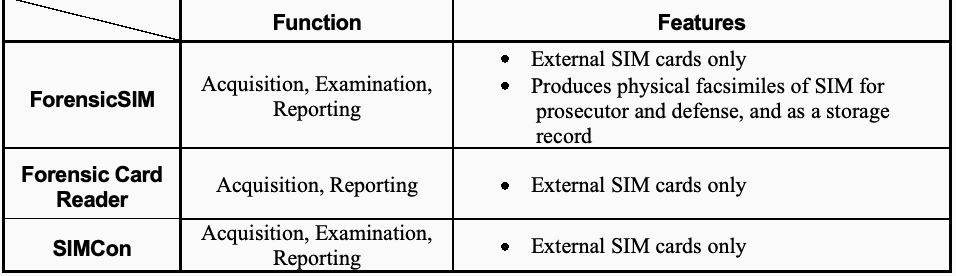 Function Features
ForensicSIM
Acquisition, Examination,
Reporting
• External SIM cards only
• Produces physical facsimiles of SIM for
prosecutor and defense, and as a storage
record
Forensic Card
Reader
Acquisition, Reporting
• External SIM cards only
SIMCon
Acquisition, Examination,
Reporting
• External SIM cards only